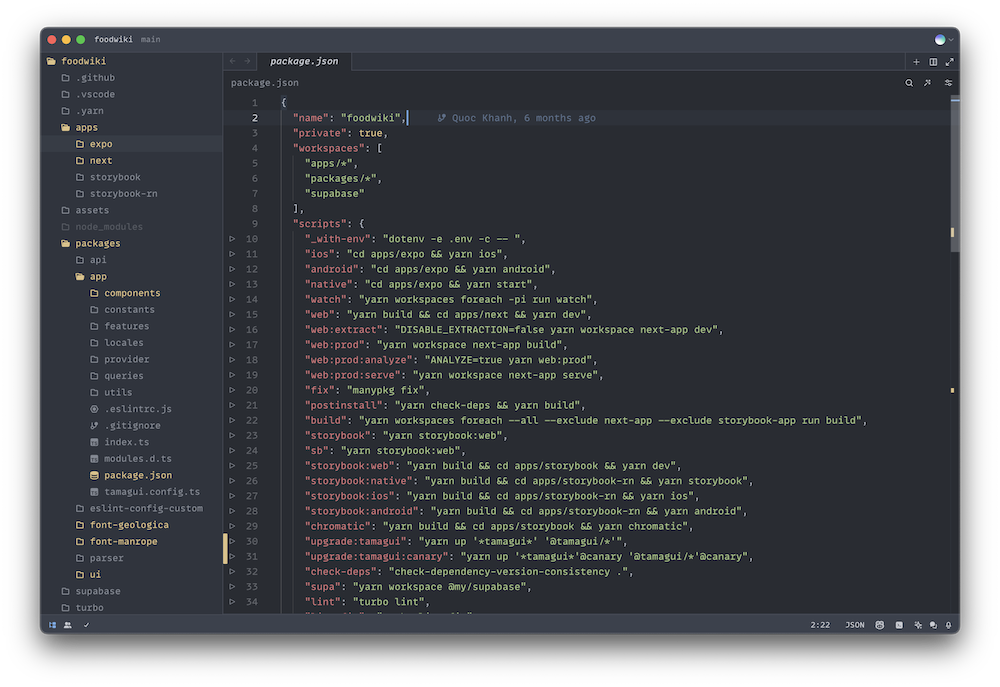 foodwiki main
foodwiki
.github
.vscode
.yarn
apps
expo
next
storybook
storybook-rn
assets
node_modules
packages
api
app
components
constants
features
locales
provider
queries
utils
.eslintrc.js
.gitignore
index.ts
modules.d.ts
package.json
tamagui.config.ts
eslint-config-custom
font-geologica
font-manrope
parser
ui
supabase
turbo
package.json
package.json
1 {
2 "name": "foodwiki", Quoc Khanh, 6 months ago
3 "private": true,
4 "workspaces": [
5 "apps/*",
6 "packages/*",
7 "supabase"
8 ],
9 "scripts": {
10 "_with-env": "dotenv -e .env -c -- ",
11 "ios": "cd apps/expo && yarn ios",
12 "android": "cd apps/expo && yarn android",
13 "native": "cd apps/expo && yarn start",
14 "watch": "yarn workspaces foreach -pi run watch",
15 "web": "yarn build && cd apps/next && yarn dev",
16 "web:extract": "DISABLE_EXTRACTION=false yarn workspace next-app dev",
17 "web:prod": "yarn workspace next-app build",
18 "web:prod:analyze": "ANALYZE=true yarn web:prod",
19 "web:prod:serve": "yarn workspace next-app serve",
20 "fix": "manypkg fix",
21 "postinstall": "yarn check-deps && yarn build",
22 "build": "yarn workspaces foreach --all --exclude next-app --exclude storybook-app run build",
23 "storybook": "yarn storybook:web",
24 "sb": "yarn storybook:web",
25 "storybook:web": "yarn build && cd apps/storybook && yarn dev",
26 "storybook:native": "yarn build && cd apps/storybook-rn && yarn storybook",
27 "storybook:ios": "yarn build && cd apps/storybook-rn && yarn ios",
28 "storybook:android": "yarn build && cd apps/storybook-rn && yarn android",
29 "chromatic": "yarn build && cd apps/storybook && yarn chromatic",
30 "upgrade:tamagui": "yarn up '*tamagui*' '@tamagui/*'",
31 "upgrade:tamagui:canary": "yarn up '*tamagui*'@canary '@tamagui/*'@canary",
32 "check-deps": "check-dependency-version-consistency .",
33 "supa": "yarn workspace @my/supabase",
34 "lint": "turbo lint",
2:22 JSON